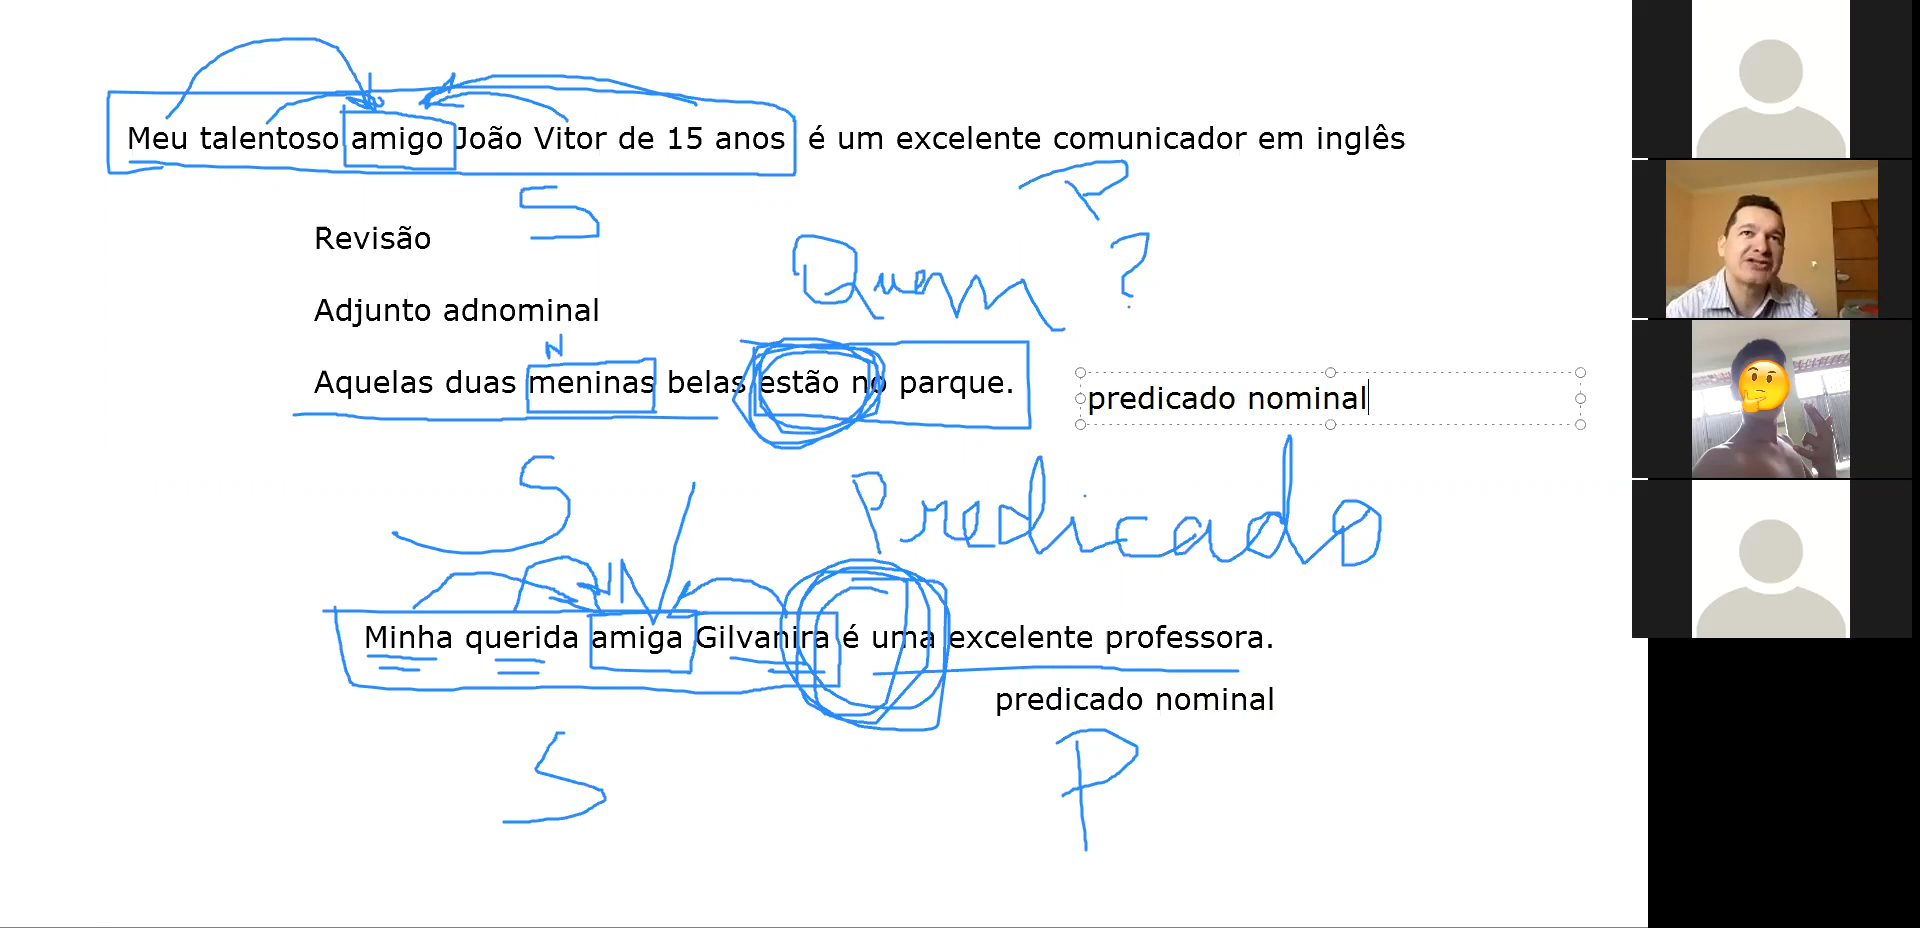 Meu talentoso amigo João Vitor de 15 anos é um excelente comunicador em inglês
S P
Revisão
Quem ?
Adjunto adnominal
N
Aquelas duas meninas belas estão no parque.
predicado nominal
S Predicado
N
Minha querida amiga Gilvanira é uma excelente professora.
predicado nominal
S P